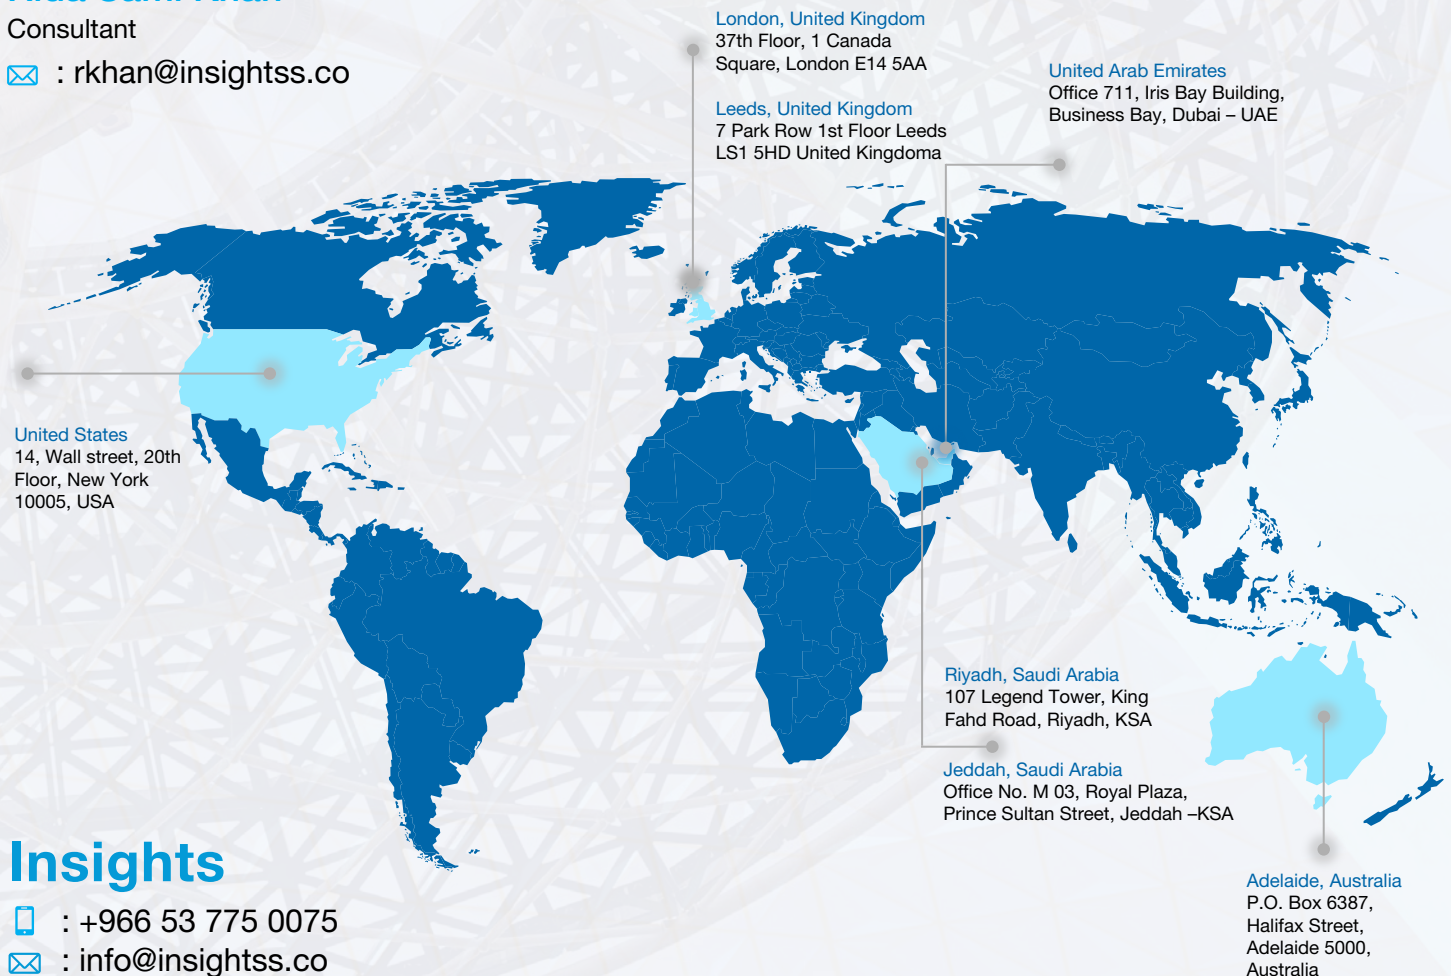 Consultant
: rkhan@insightss.co
London, United Kingdom
37th Floor, 1 Canada
Square, London E14 5AA
Leeds, United Kingdom
7 Park Row 1st Floor Leeds
LS1 5HD United Kingdoma
United Arab Emirates
Office 711, Iris Bay Building,
Business Bay, Dubai – UAE
United States
14, Wall street, 20th
Floor, New York
10005, USA
Riyadh, Saudi Arabia
107 Legend Tower, King
Fahd Road, Riyadh, KSA
Jeddah, Saudi Arabia
Office No. M 03, Royal Plaza,
Prince Sultan Street, Jeddah –KSA
Adelaide, Australia
P.O. Box 6387,
Halifax Street,
Adelaide 5000,
Australia
Insights
: +966 53 775 0075
: info@insightss.co